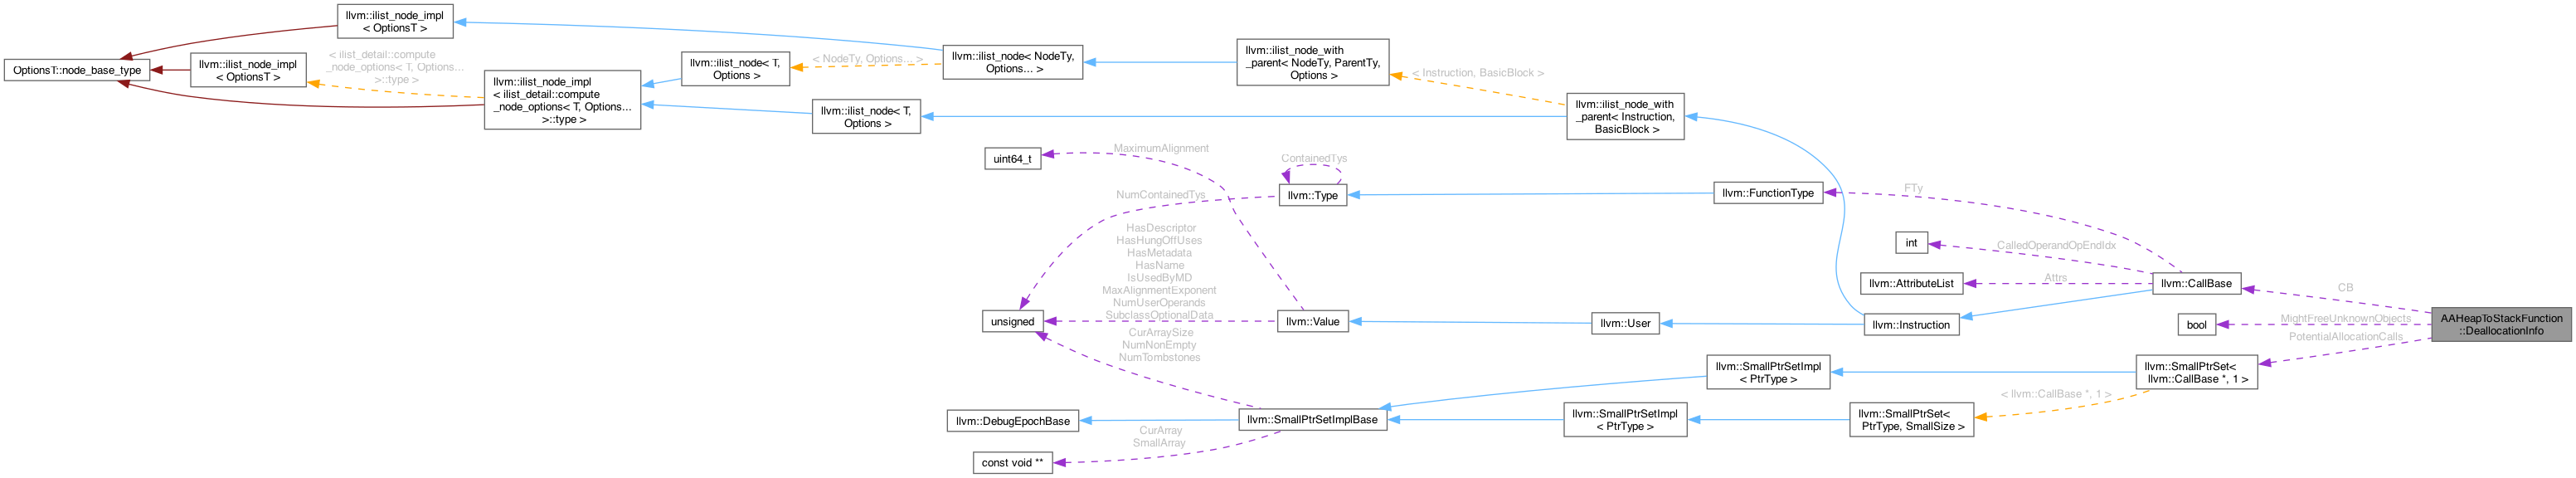 llvm::ilist_node_impl
< OptionsT >
OptionsT::node_base_type
llvm::ilist_node_impl
< OptionsT >
< ilist_detail::compute
_node_options< T, Options...
>::type >
llvm::ilist_node_impl
< ilist_detail::compute
_node_options< T, Options...
>::type >
llvm::ilist_node< T,
Options >
< NodeTy, Options... >
llvm::ilist_node< T,
Options >
llvm::ilist_node< NodeTy,
Options... >
llvm::ilist_node_with
_parent< NodeTy, ParentTy,
Options >
< Instruction, BasicBlock >
llvm::ilist_node_with
_parent< Instruction,
BasicBlock >
uint64_t
MaximumAlignment
ContainedTys
llvm::Type
NumContainedTys
llvm::FunctionType
FTy
HasDescriptor
HasHungOffUses
HasMetadata
HasName
IsUsedByMD
MaxAlignmentExponent
NumUserOperands
SubclassOptionalData
unsigned
llvm::Value
llvm::User
llvm::Instruction
int
CalledOperandOpEndIdx
llvm::AttributeList
Attrs
llvm::CallBase
CB
bool
MightFreeUnknownObjects
AAHeapToStackFunction
::DeallocationInfo
PotentialAllocationCalls
CurArraySize
NumNonEmpty
NumTombstones
llvm::SmallPtrSetImpl
< PtrType >
llvm::SmallPtrSet<
llvm::CallBase *, 1 >
< llvm::CallBase *, 1 >
llvm::DebugEpochBase
llvm::SmallPtrSetImplBase
llvm::SmallPtrSetImpl
< PtrType >
llvm::SmallPtrSet<
PtrType, SmallSize >
CurArray
SmallArray
const void **